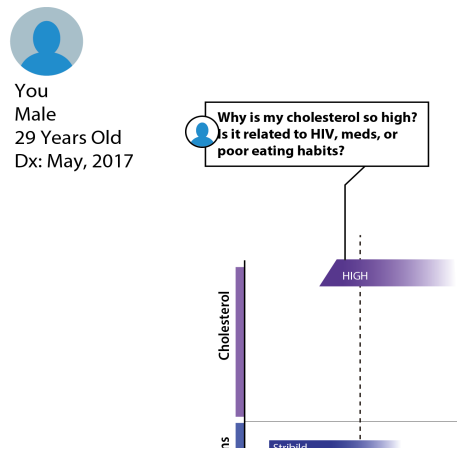 You
Male
29 Years Old
Dx: May, 2017
Why is my cholesterol so high?
Is it related to HIV, meds, or
poor eating habits?
HIGH
Cholesterol
ns
Stribild